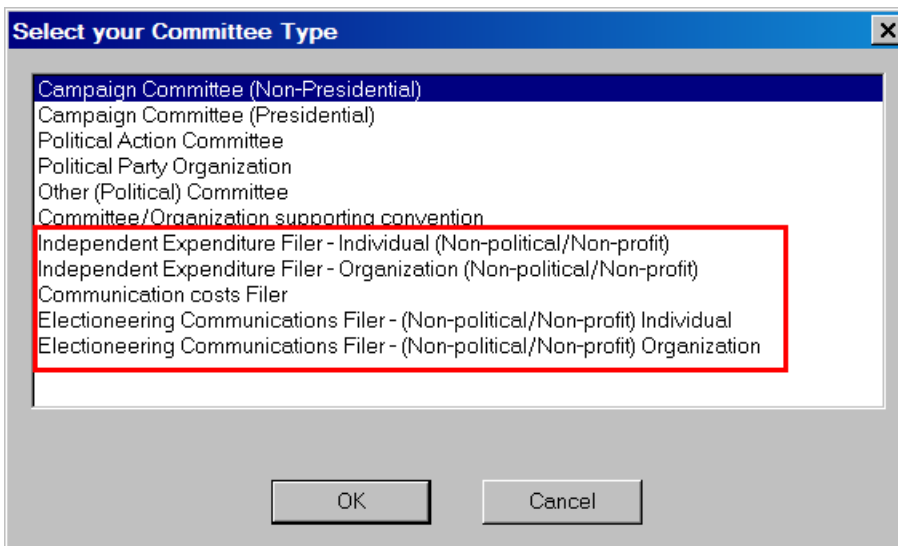 Select your Committee Type
Campaign Committee (Non-Presidential)
Campaign Committee (Presidential)
Political Action Committee
Political Party Organization
Other (Political) Committee
Committee/Organization supporting convention
Independent Expenditure Filer - Individual (Non-political/Non-profit)
Independent Expenditure Filer - Organization (Non-political/Non-profit)
Communication costs Filer
Electioneering Communications Filer - (Non-political/Non-profit) Individual
Electioneering Communications Filer - (Non-political/Non-profit) Organization
OK
Cancel